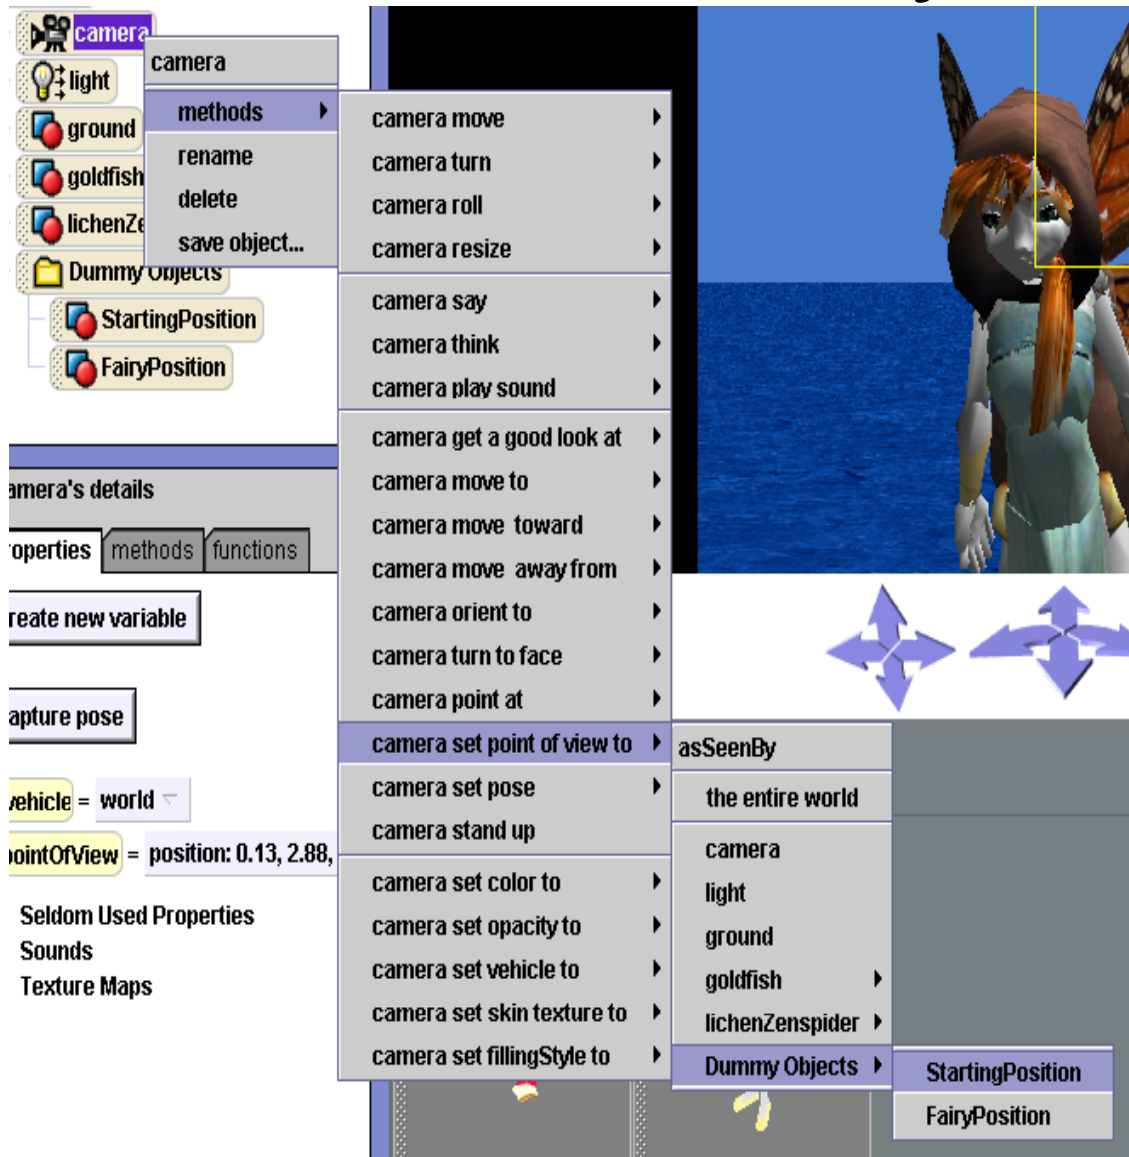 camera
light
ground
goldfish
lichenZe
Dummy Objects
StartingPosition
FairyPosition
camera
methods
rename
delete
save object...
camera move
camera turn
camera roll
camera resize
camera say
camera think
camera play sound
camera get a good look at
camera move to
camera move toward
camera move away from
camera orient to
camera turn to face
camera point at
camera set point of view to
camera set pose
camera stand up
camera set color to
camera set opacity to
camera set vehicle to
camera set skin texture to
camera set fillingStyle to
asSeenBy
the entire world
camera
light
ground
goldfish
lichenZenspider
Dummy Objects
StartingPosition
FairyPosition
amera's details
roperties methods functions
reate new variable
apture pose
vehicle = world
pointOfView = position: 0.13, 2.88,
Seldom Used Properties
Sounds
Texture Maps